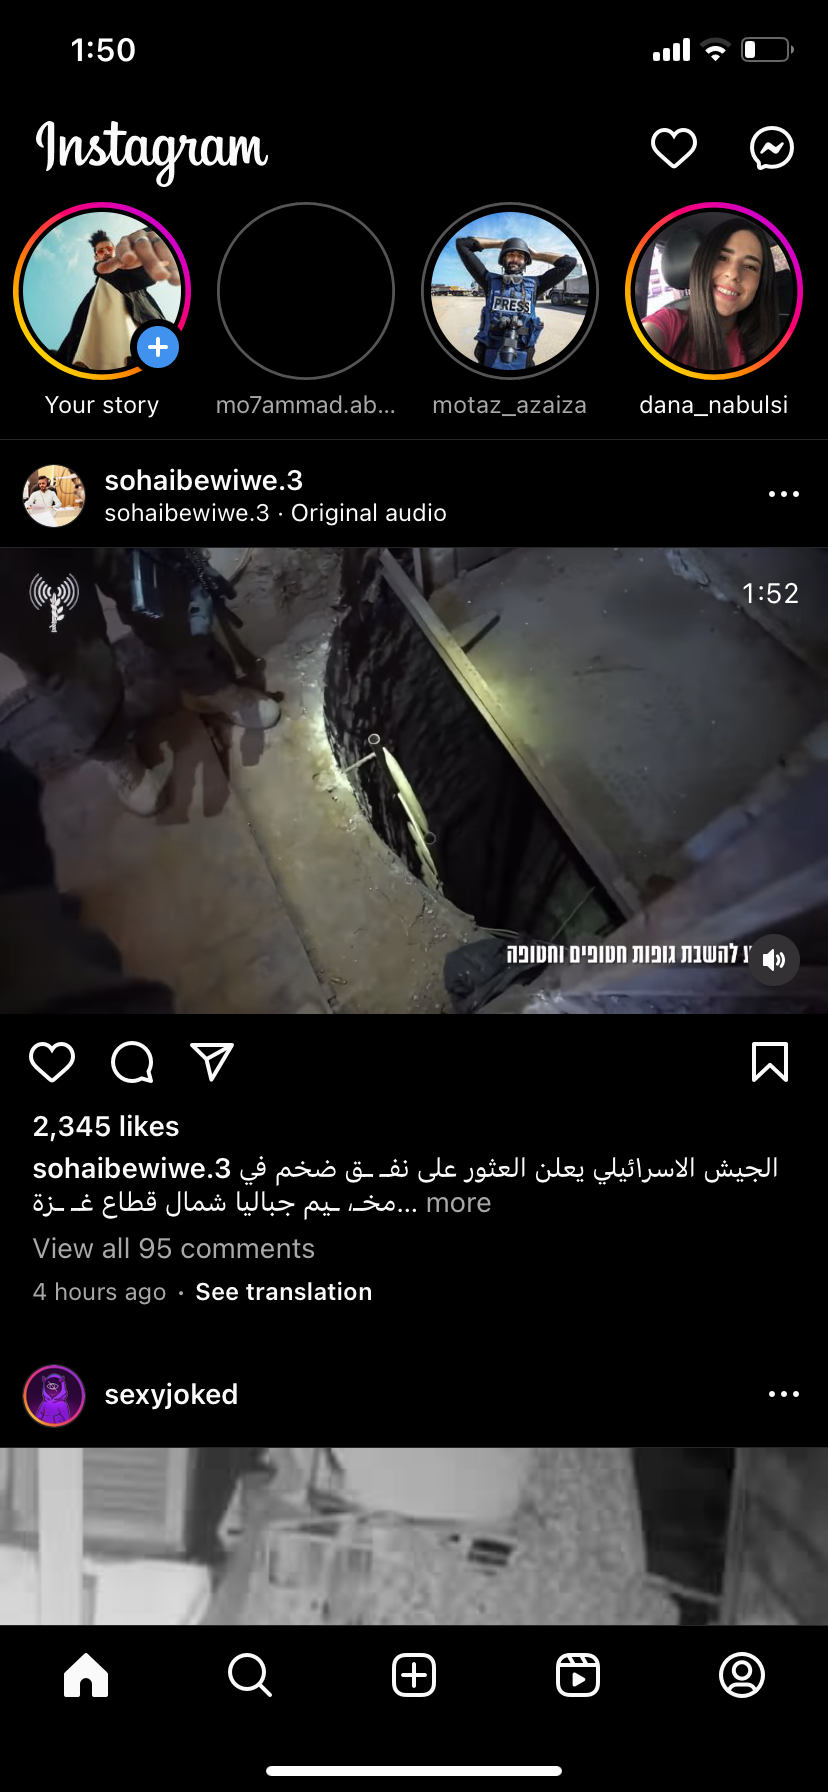 1:50
Instagram
PRESS
Your story
mo7ammad.ab...
motaz_azaiza
dana_nabulsi
sohaibewiwe.3
sohaibewiwe.3 · Original audio
1:52
להשבת גופות חטופים וחטופה
2,345 likes
sohaibewiwe.3 الجيش الاسرائيلي يعلن العثور على نفـ ـق ضخم في
مخـ، ـيم جباليا شمال قطاع غـ ـزة... more
View all 95 comments
4 hours ago · See translation
sexyjoked